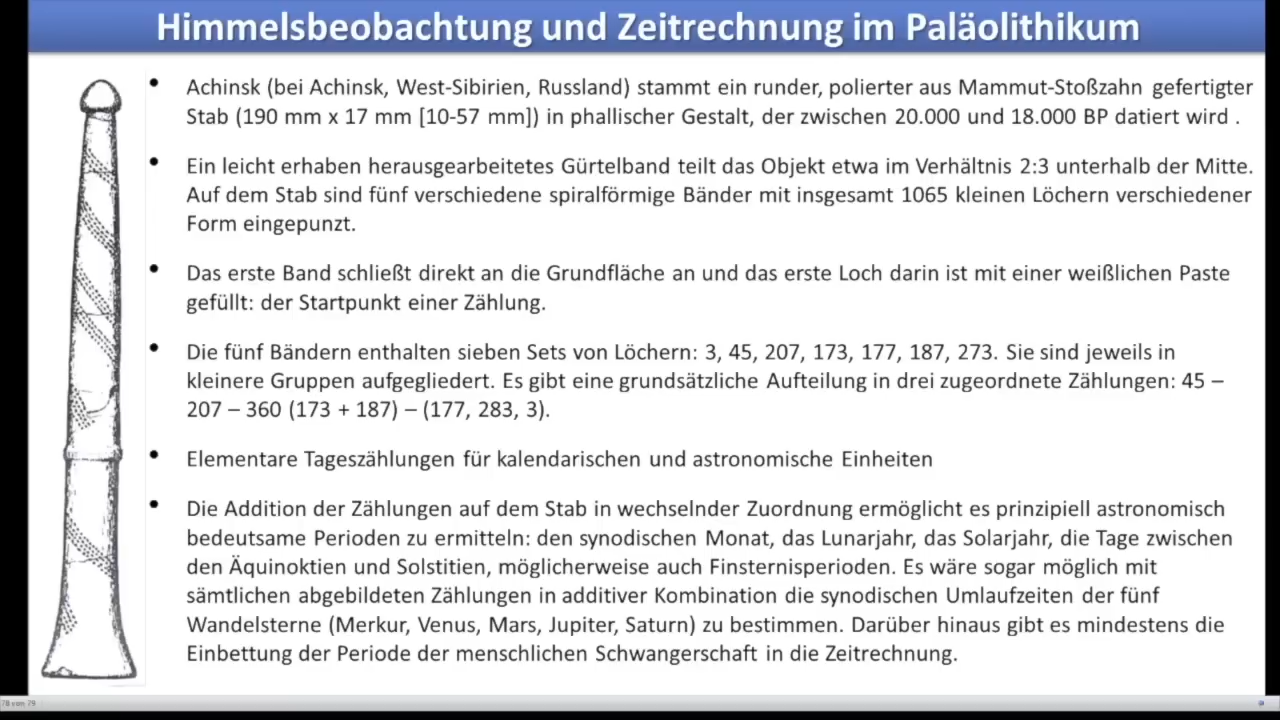 Himmelsbeobachtung und Zeitrechnung im Paläolithikum
• Achinsk (bei Achinsk, West-Sibirien, Russland) stammt ein runder, polierter aus Mammut-Stoßzahn gefertigter
Stab (190 mm x 17 mm [10-57 mm]) in phallischer Gestalt, der zwischen 20.000 und 18.000 BP datiert wird .
• Ein leicht erhaben herausgearbeitetes Gürtelband teilt das Objekt etwa im Verhältnis 2:3 unterhalb der Mitte.
Auf dem Stab sind fünf verschiedene spiralförmige Bänder mit insgesamt 1065 kleinen Löchern verschiedener
Form eingepunzt.
• Das erste Band schließt direkt an die Grundfläche an und das erste Loch darin ist mit einer weißlichen Paste
gefüllt: der Startpunkt einer Zählung.
• Die fünf Bändern enthalten sieben Sets von Löchern: 3, 45, 207, 173, 177, 187, 273. Sie sind jeweils in
kleinere Gruppen aufgegliedert. Es gibt eine grundsätzliche Aufteilung in drei zugeordnete Zählungen: 45 –
207 – 360 (173 + 187) – (177, 283, 3).
• Elementare Tageszählungen für kalendarischen und astronomische Einheiten
• Die Addition der Zählungen auf dem Stab in wechselnder Zuordnung ermöglicht es prinzipiell astronomisch
bedeutsame Perioden zu ermitteln: den synodischen Monat, das Lunarjahr, das Solarjahr, die Tage zwischen
den Äquinoktien und Solstitien, möglicherweise auch Finsternisperioden. Es wäre sogar möglich mit
sämtlichen abgebildeten Zählungen in additiver Kombination die synodischen Umlaufzeiten der fünf
Wandelsterne (Merkur, Venus, Mars, Jupiter, Saturn) zu bestimmen. Darüber hinaus gibt es mindestens die
Einbettung der Periode der menschlichen Schwangerschaft in die Zeitrechnung.
78 von 79